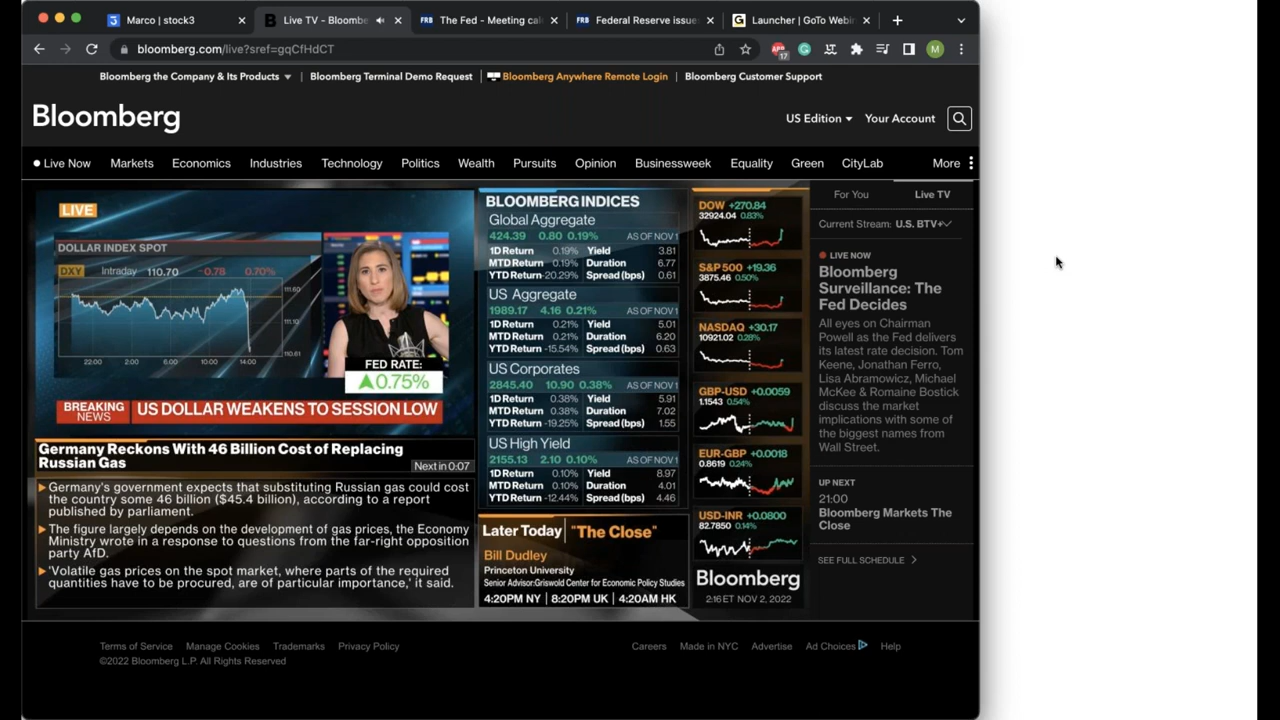 Marco | stock3
Live TV - Bloombe
The Fed - Meeting cal
Federal Reserve issue
Launcher | GoTo Webin
bloomberg.com/live?sref=gqCfHdCT
17
M
Bloomberg the Company & Its Products
Bloomberg Terminal Demo Request
Bloomberg Anywhere Remote Login
Bloomberg Customer Support
Bloomberg
US Edition
Your Account
Live Now
Markets
Economics
Industries
Technology
Politics
Wealth
Pursuits
Opinion
Businessweek
Equality
Green
CityLab
More
LIVE
DOLLAR INDEX SPOT
DXY Intraday 110.70 -0.78 0.70%
111.60
111.10
110.61
22:00 2:00 6:00 10:00 14:00
FED RATE:
0.75%
BREAKING
NEWS
US DOLLAR WEAKENS TO SESSION LOW
Germany Reckons With 46 Billion Cost of Replacing
Russian Gas
Next in 0:07
Germany's government expects that substituting Russian gas could cost
the country some 46 billion ($45.4 billion), according to a report
published by parliament.
The figure largely depends on the development of gas prices, the Economy
Ministry wrote in a response to questions from the far-right opposition
party AfD.
'Volatile gas prices on the spot market, where parts of the required
quantities have to be procured, are of particular importance,' it said.
BLOOMBERG INDICES
Global Aggregate
424.39 0.80 0.19% AS OF NOV 1
1D Return 0.19% Yield 3.81
MTD Return 0.19% Duration 6.77
YTD Return -20.29% Spread (bps) 0.61
US Aggregate
1989.17 4.16 0.21% AS OF NOV 1
1D Return 0.21% Yield 5.01
MTD Return 0.21% Duration 6.20
YTD Return -15.54% Spread (bps) 0.63
US Corporates
2845.40 10.90 0.38% AS OF NOV 1
1D Return 0.38% Yield 5.91
MTD Return 0.38% Duration 7.02
YTD Return -19.25% Spread (bps) 1.55
US High Yield
2155.13 2.10 0.10% AS OF NOV 1
1D Return 0.10% Yield 8.97
MTD Return 0.10% Duration 4.01
YTD Return -12.44% Spread (bps) 4.46
Later Today "The Close"
Bill Dudley
Princeton University
Senior Advisor:Griswold Center for Economic Policy Studies
4:20PM NY | 8:20PM UK | 4:20AM HK
DOW +270.84
32924.04 0.83%
S&P 500 +19.36
3875.46 0.50%
NASDAQ +30.17
10921.02 0.28%
GBP-USD +0.0059
1.1543 0.54%
EUR-GBP +0.0018
0.8619 0.24%
USD-INR +0.0800
82.7850 0.14%
Bloomberg
2:16 ET NOV 2, 2022
For You
Live TV
Current Stream: U.S. BTV+
LIVE NOW
Bloomberg
Surveillance: The
Fed Decides
All eyes on Chairman
Powell as the Fed delivers
its latest rate decision. Tom
Keene, Jonathan Ferro,
Lisa Abramowicz, Michael
McKee & Romaine Bostick
discuss the market
implications with some of
the biggest names from
Wall Street.
UP NEXT
21:00
Bloomberg Markets The
Close
SEE FULL SCHEDULE
Terms of Service
Manage Cookies
Trademarks
Privacy Policy
Careers
Made in NYC
Advertise
Ad Choices
Help
©2022 Bloomberg L.P. All Rights Reserved